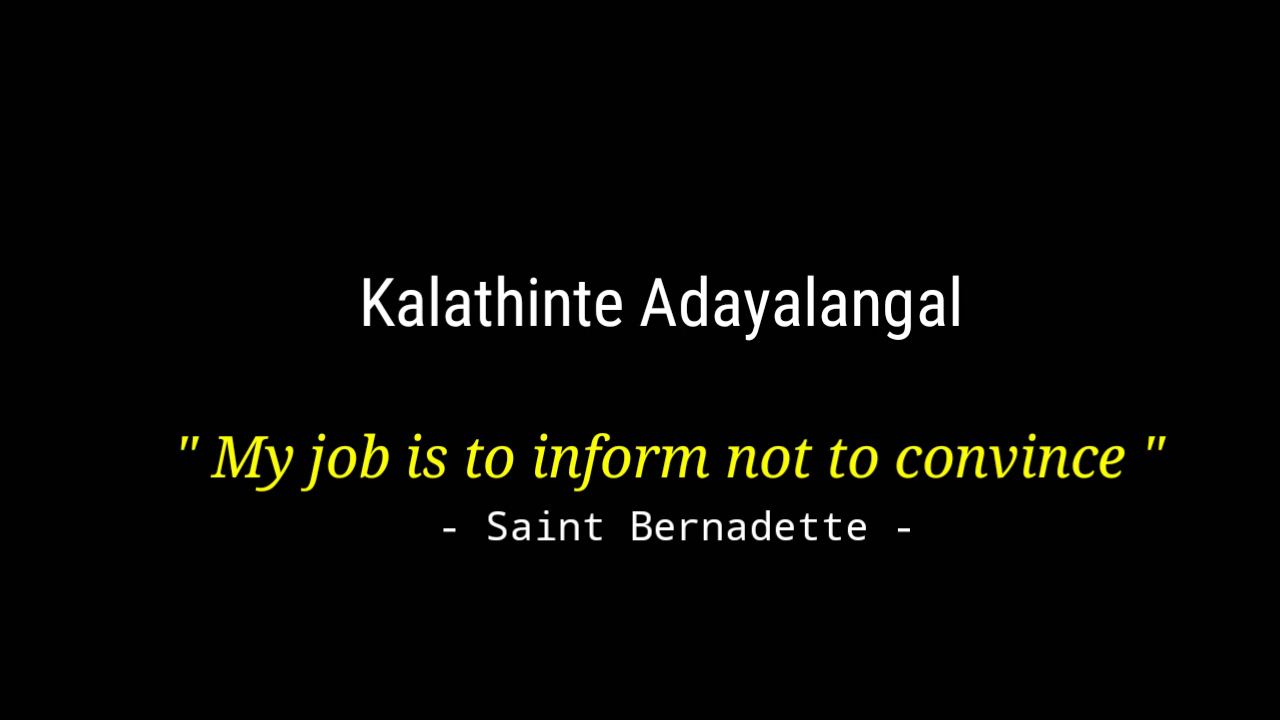 Kalathinte Adayalangal
" My job is to inform not to convince "
- Saint Bernadette -